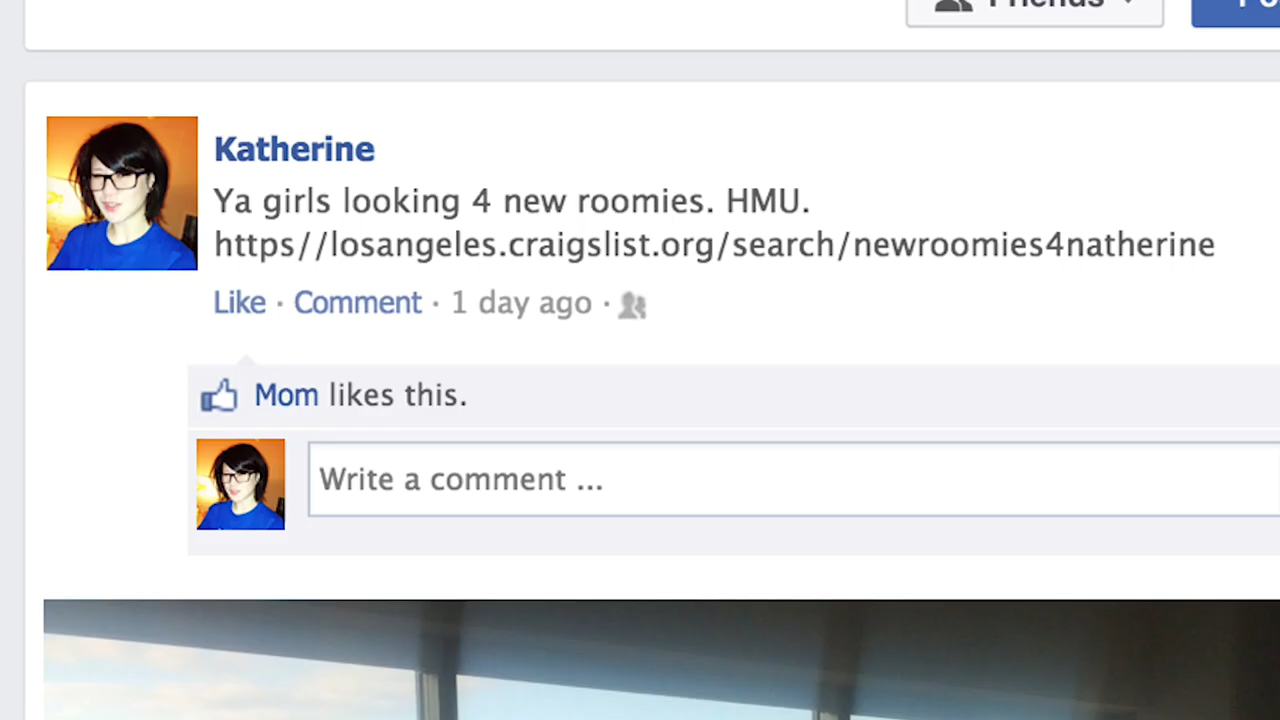 Friends
Katherine
Ya girls looking 4 new roomies. HMU.
https//losangeles.craigslist.org/search/newroomies4natherine
Like · Comment · 1 day ago ·
Mom likes this.
Write a comment ...